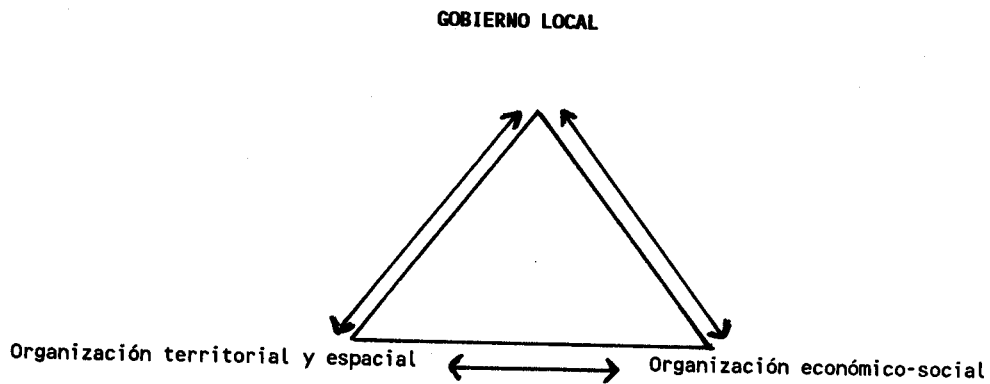 GOBIERNO LOCAL
Organización territorial y espacial
Organización económico-social